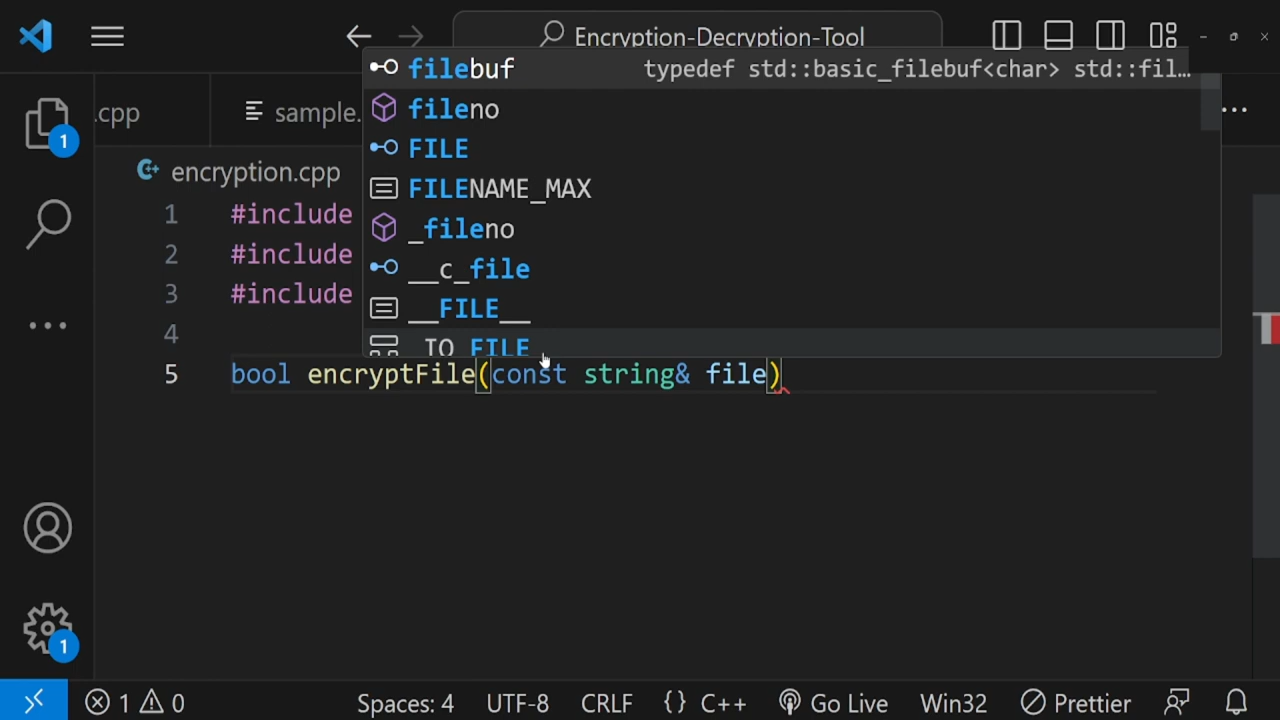 Encryption-Decryption-Tool
.cpp
sample.
filebuf typedef std::basic_filebuf<char> std::fil…
fileno
FILE
FILENAME_MAX
_fileno
__c_file
__FILE__
_TO_FILE
encryption.cpp
1 #include
2 #include
3 #include
4
5 bool encryptFile(const string& file)
1
1
1 0 Spaces: 4 UTF-8 CRLF {} C++ Go Live Win32 Prettier